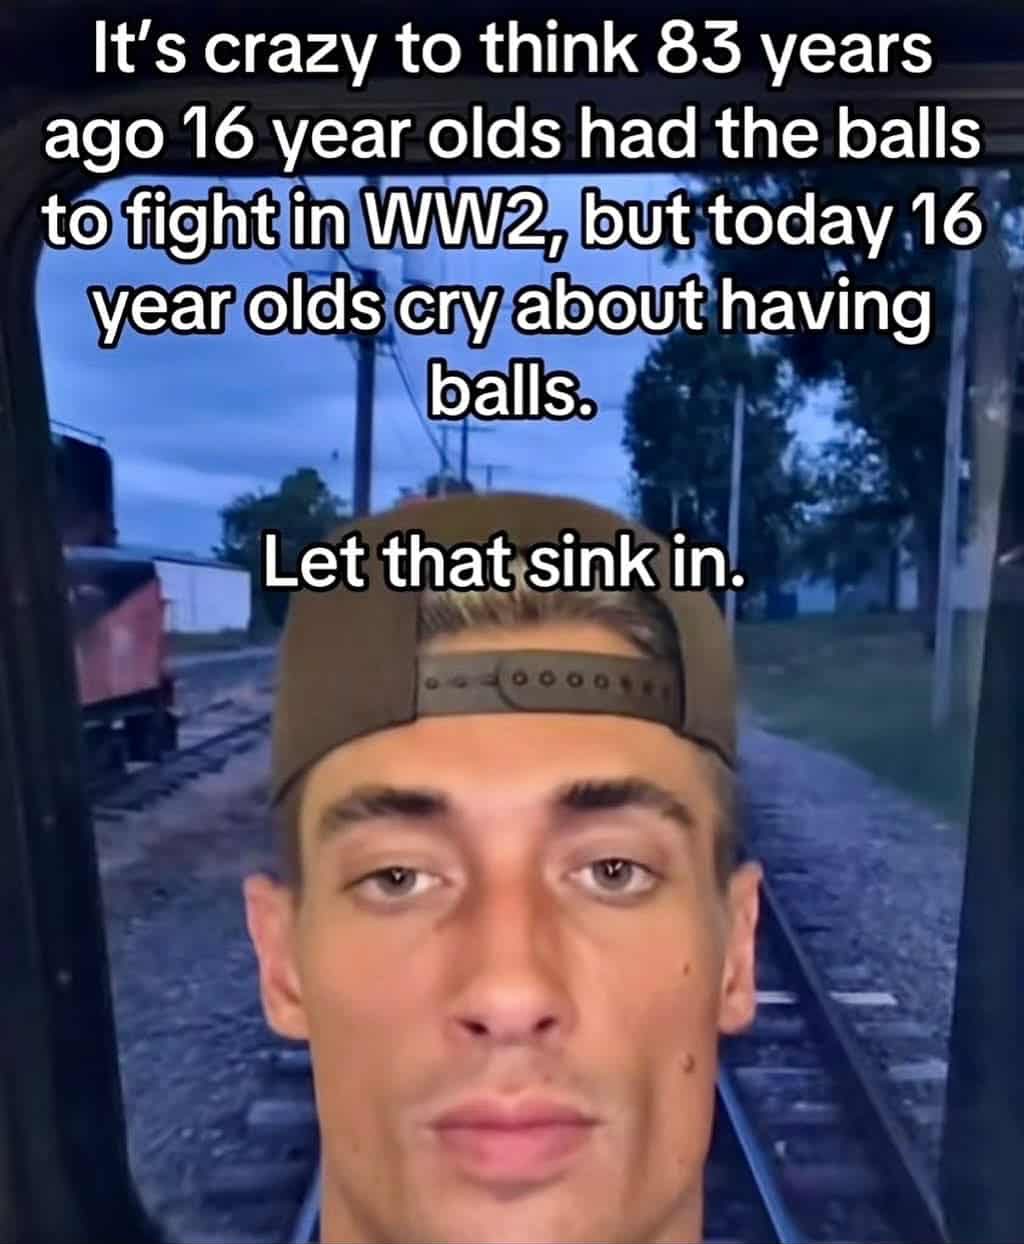 It's crazy to think 83 years
ago 16 year olds had the balls
to fight in WW2, but today 16
year olds cry about having
balls.
Let that sink in.